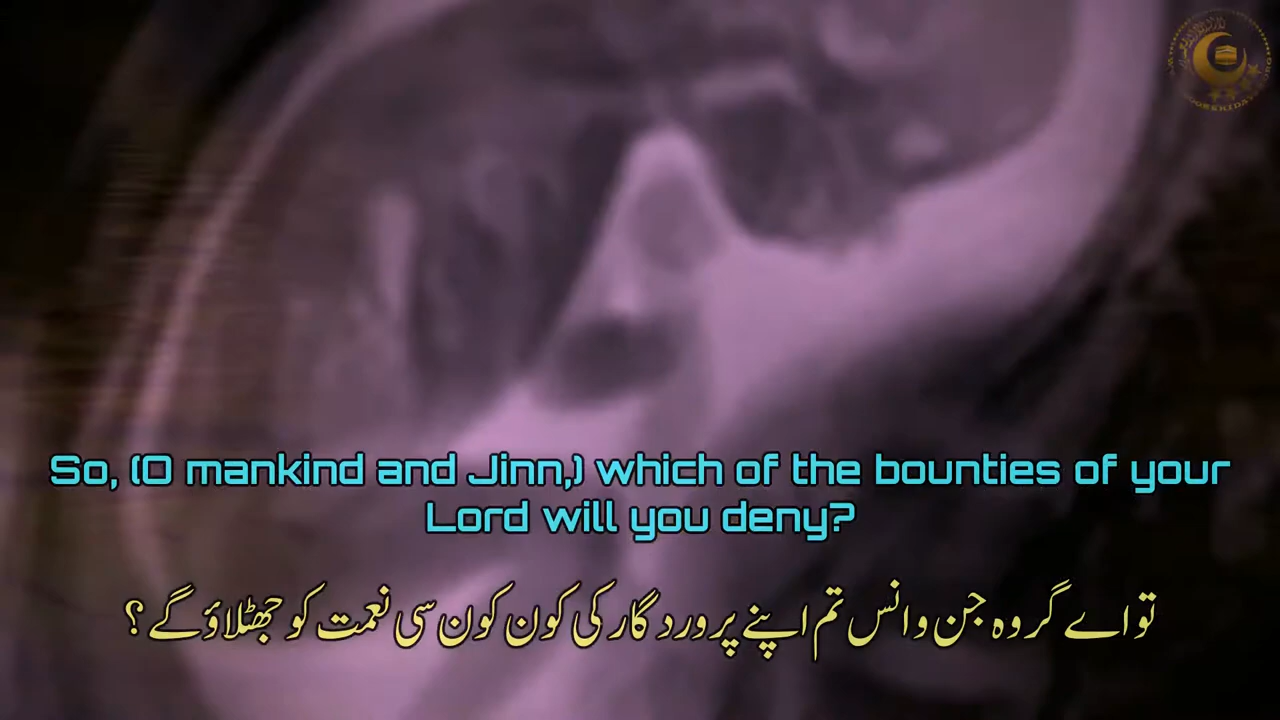 So, (O mankind and Jinn,) which of the bounties of your
Lord will you deny?
تو اے گروہ جن و انس تم اپنے پروردگار کی کون کون سی نعمت کو جھٹلاؤ گے ؟